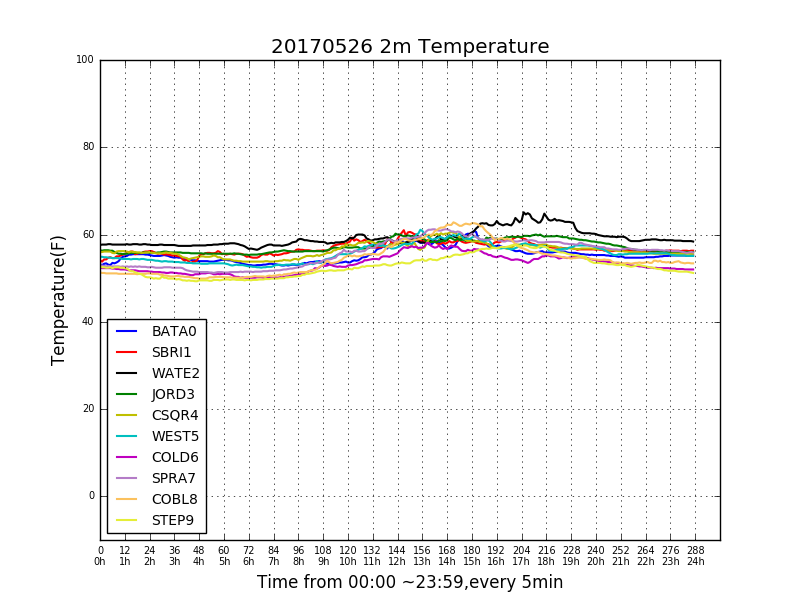 20170526 2m Temperature
100
80
60
40
20
0
Temperature(F)
BATA0
SBRI1
WATE2
JORD3
CSQR4
WEST5
COLD6
SPRA7
COBL8
STEP9
0 12 24 36 48 60 72 84 96 108 120 132 144 156 168 180 192 204 216 228 240 252 264 276 288
0h 1h 2h 3h 4h 5h 6h 7h 8h 9h 10h 11h 12h 13h 14h 15h 16h 17h 18h 19h 20h 21h 22h 23h 24h
Time from 00:00 ~23:59,every 5min